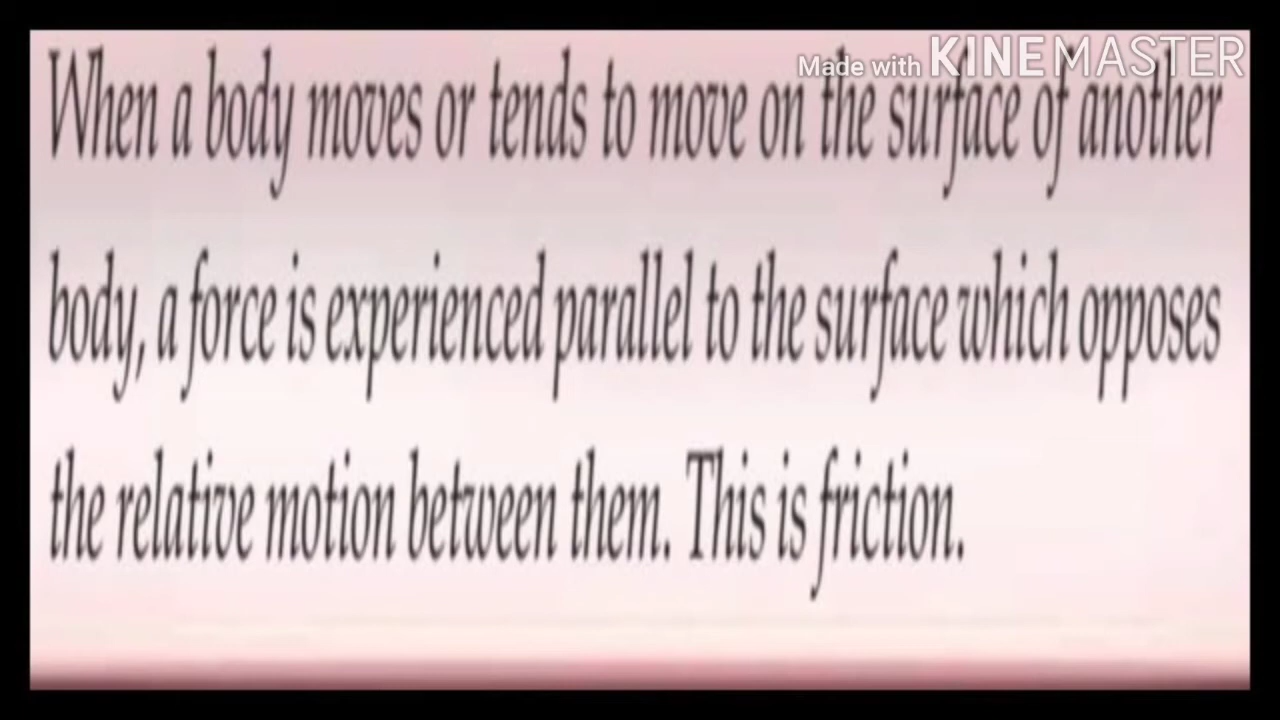 Made with KINEMASTER
When a body moves or tends to move on the surface of another
body, a force is experienced parallel to the surface which opposes
the relative motion between them. This is friction.